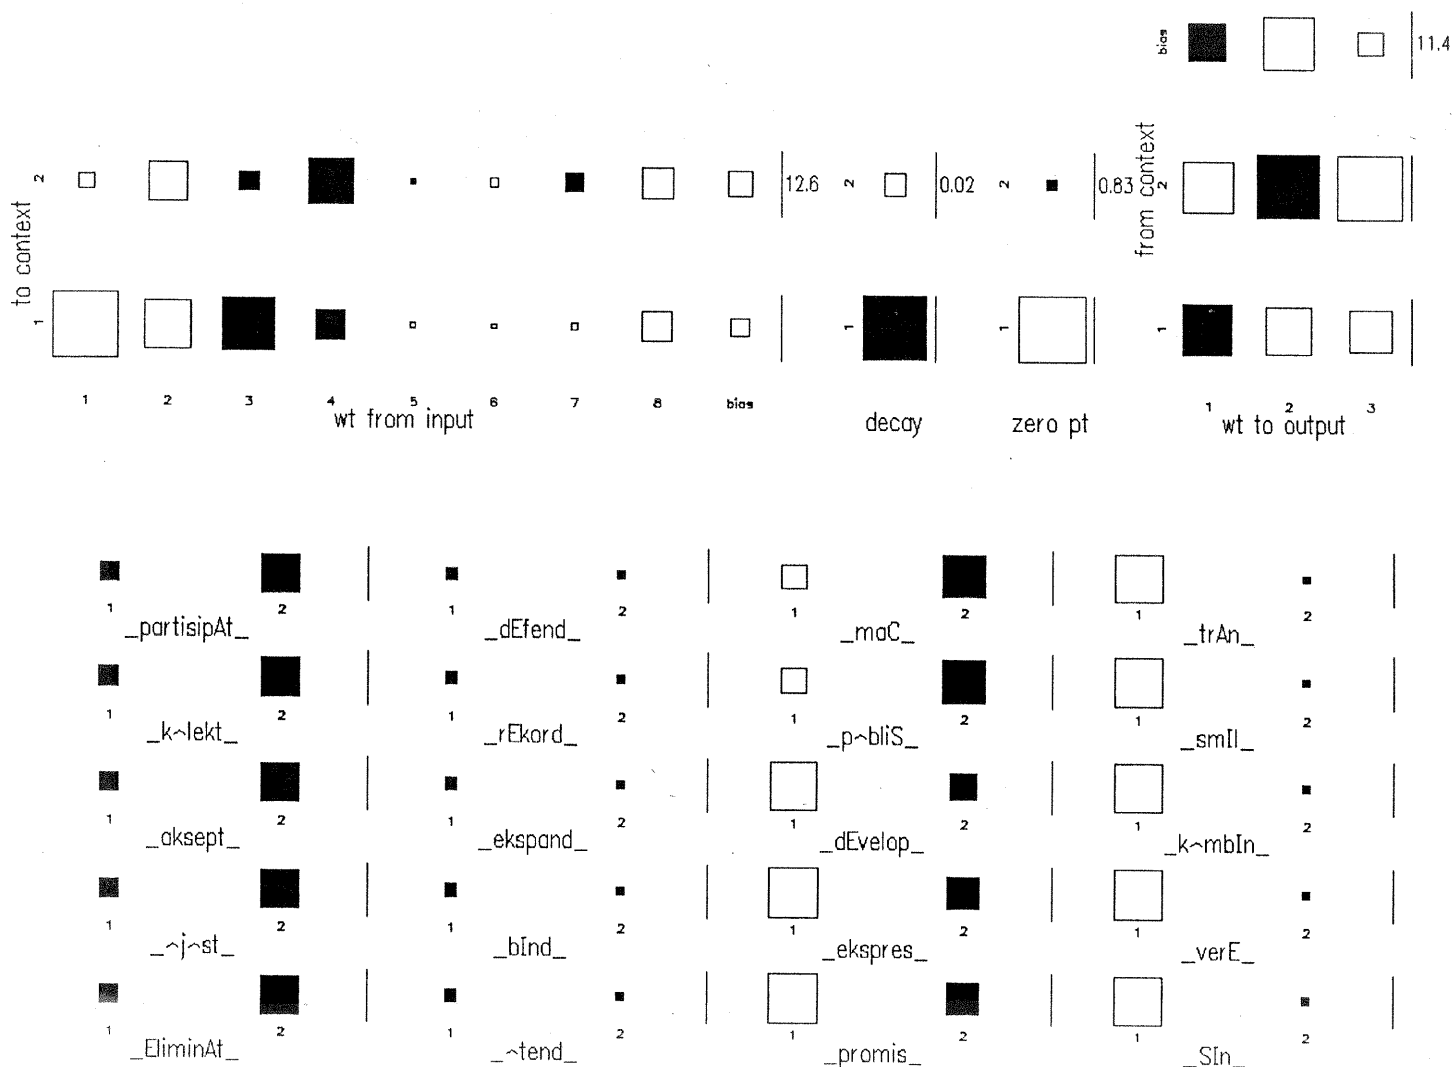 bias 11.4
to context
2 12.6 2 0.02 2 0.83
from context
2
1 1 1 1
1 2 3 4 5 6 7 8 bias
wt from input
decay
zero pt
1 2 3
wt to output
1 2 1 2 1 2 1 2
_partisipAt_ _dEfend_ _maC_ _trAn_
1 2 1 2 1 2 1 2
_k~lekt_ _rEkord_ _p~bliS_ _smIl_
1 2 1 2 1 2 1 2
_aksept_ _ekspand_ _dEvelop_ _k~mbIn_
1 2 1 2 1 2 1 2
_~j~st_ _bInd_ _ekspres_ _verE_
1 2 1 2 1 2 1 2
_EliminAt_ _~tend_ _promis_ _SIn_